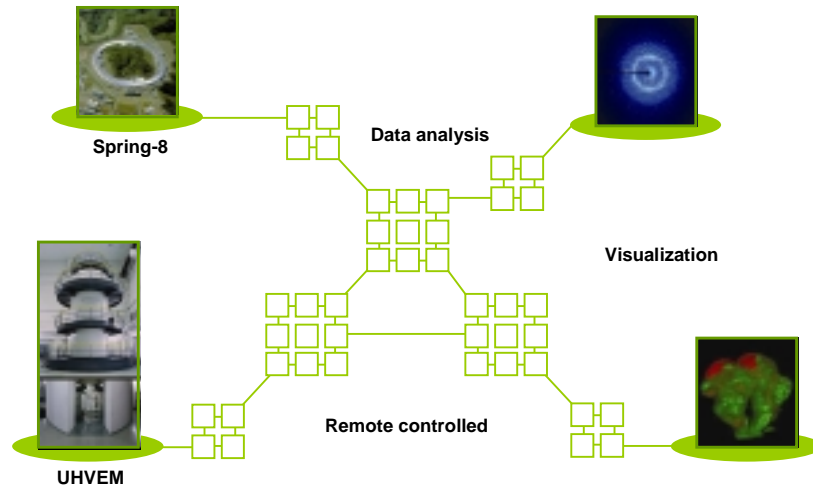 Data analysis
Spring-8
Visualization
Remote controlled
UHVEM